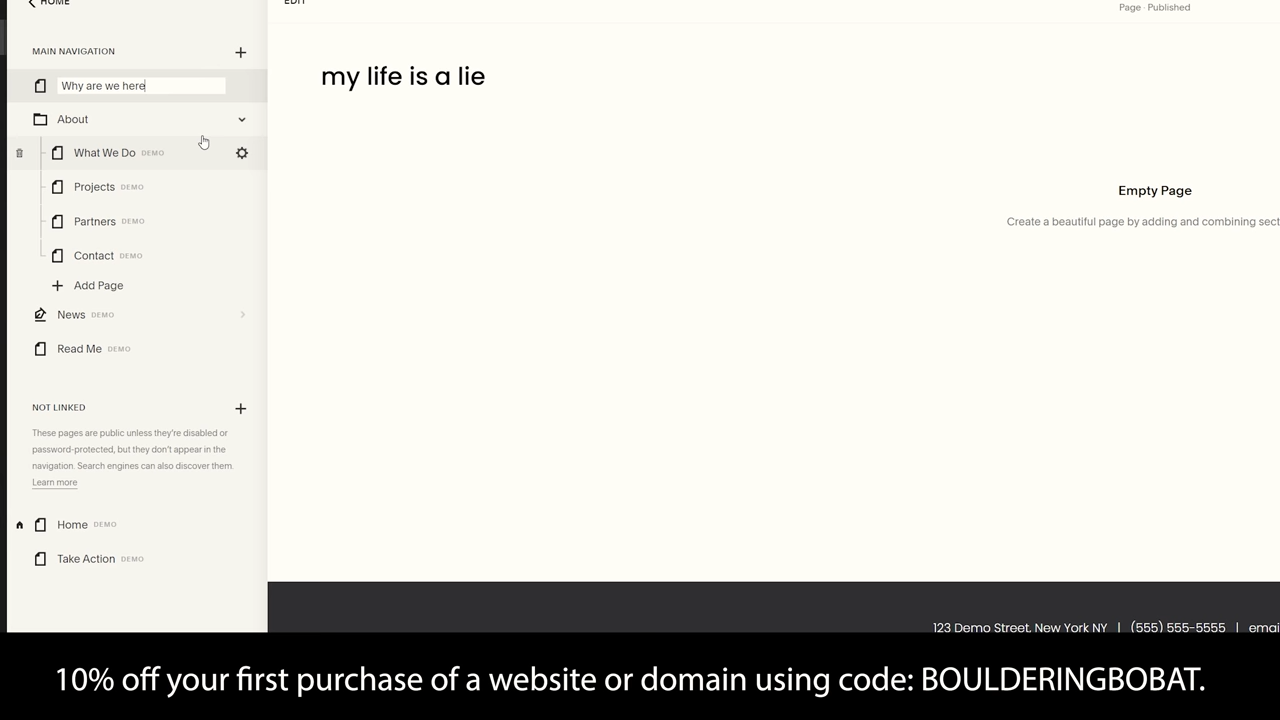 HOME
EDIT
Page · Published
MAIN NAVIGATION
my life is a lie
Why are we here
About
What We Do DEMO
Projects DEMO
Empty Page
Partners DEMO
Create a beautiful page by adding and combining sect
Contact DEMO
Add Page
News DEMO
Read Me DEMO
NOT LINKED
These pages are public unless they're disabled or
password-protected, but they don't appear in the
navigation. Search engines can also discover them.
Learn more
Home DEMO
Take Action DEMO
123 Demo Street, New York NY | (555) 555-5555 | emai
10% off your first purchase of a website or domain using code: BOULDERINGBOBAT.